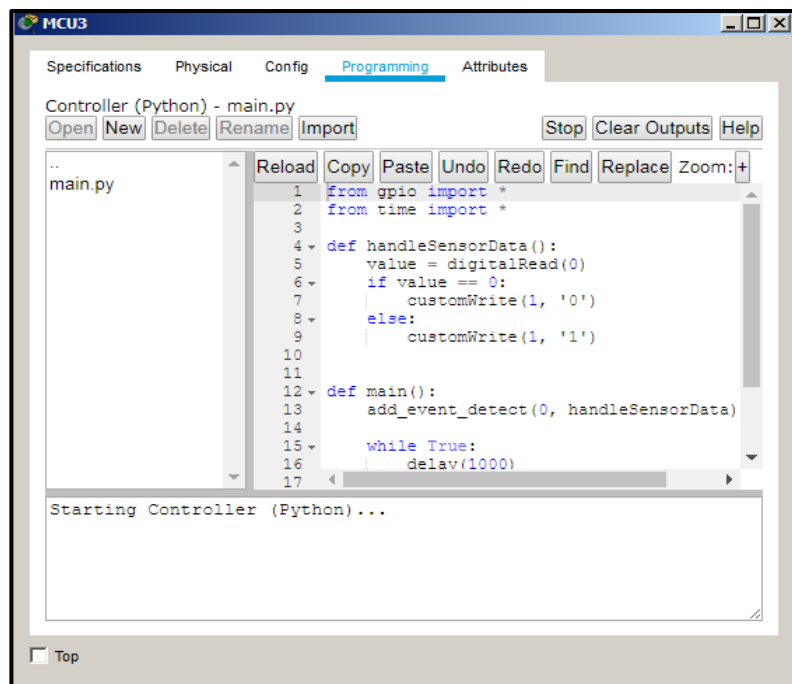 MCU3
Specifications Physical Config Programming Attributes
Controller (Python) - main.py
Open New Delete Rename Import Stop Clear Outputs Help
..
main.py
Reload Copy Paste Undo Redo Find Replace Zoom: +
1 from gpio import *
2 from time import *
3
4 def handleSensorData():
5     value = digitalRead(0)
6     if value == 0:
7         customWrite(1, '0')
8     else:
9         customWrite(1, '1')
10
11
12 def main():
13     add_event_detect(0, handleSensorData)
14
15     while True:
16         delay(1000)
17
Starting Controller (Python)...
Top